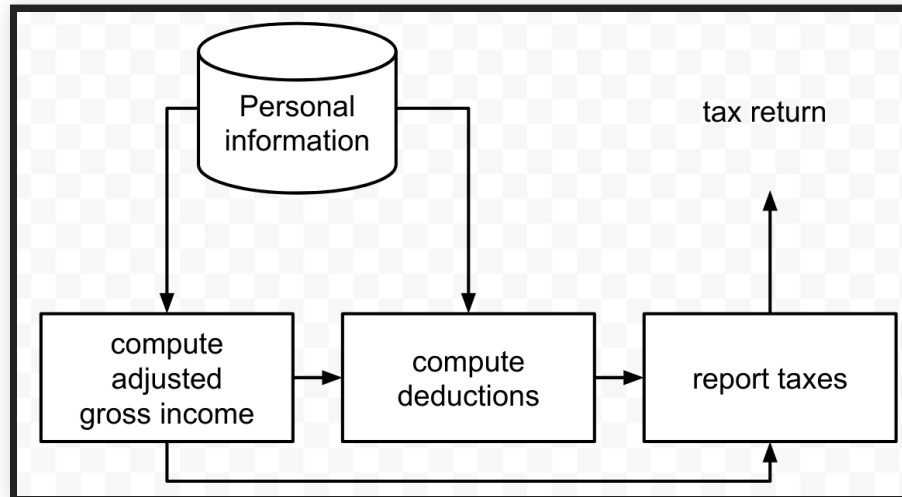 Personal
information
tax return
compute
adjusted
gross income
compute
deductions
report taxes